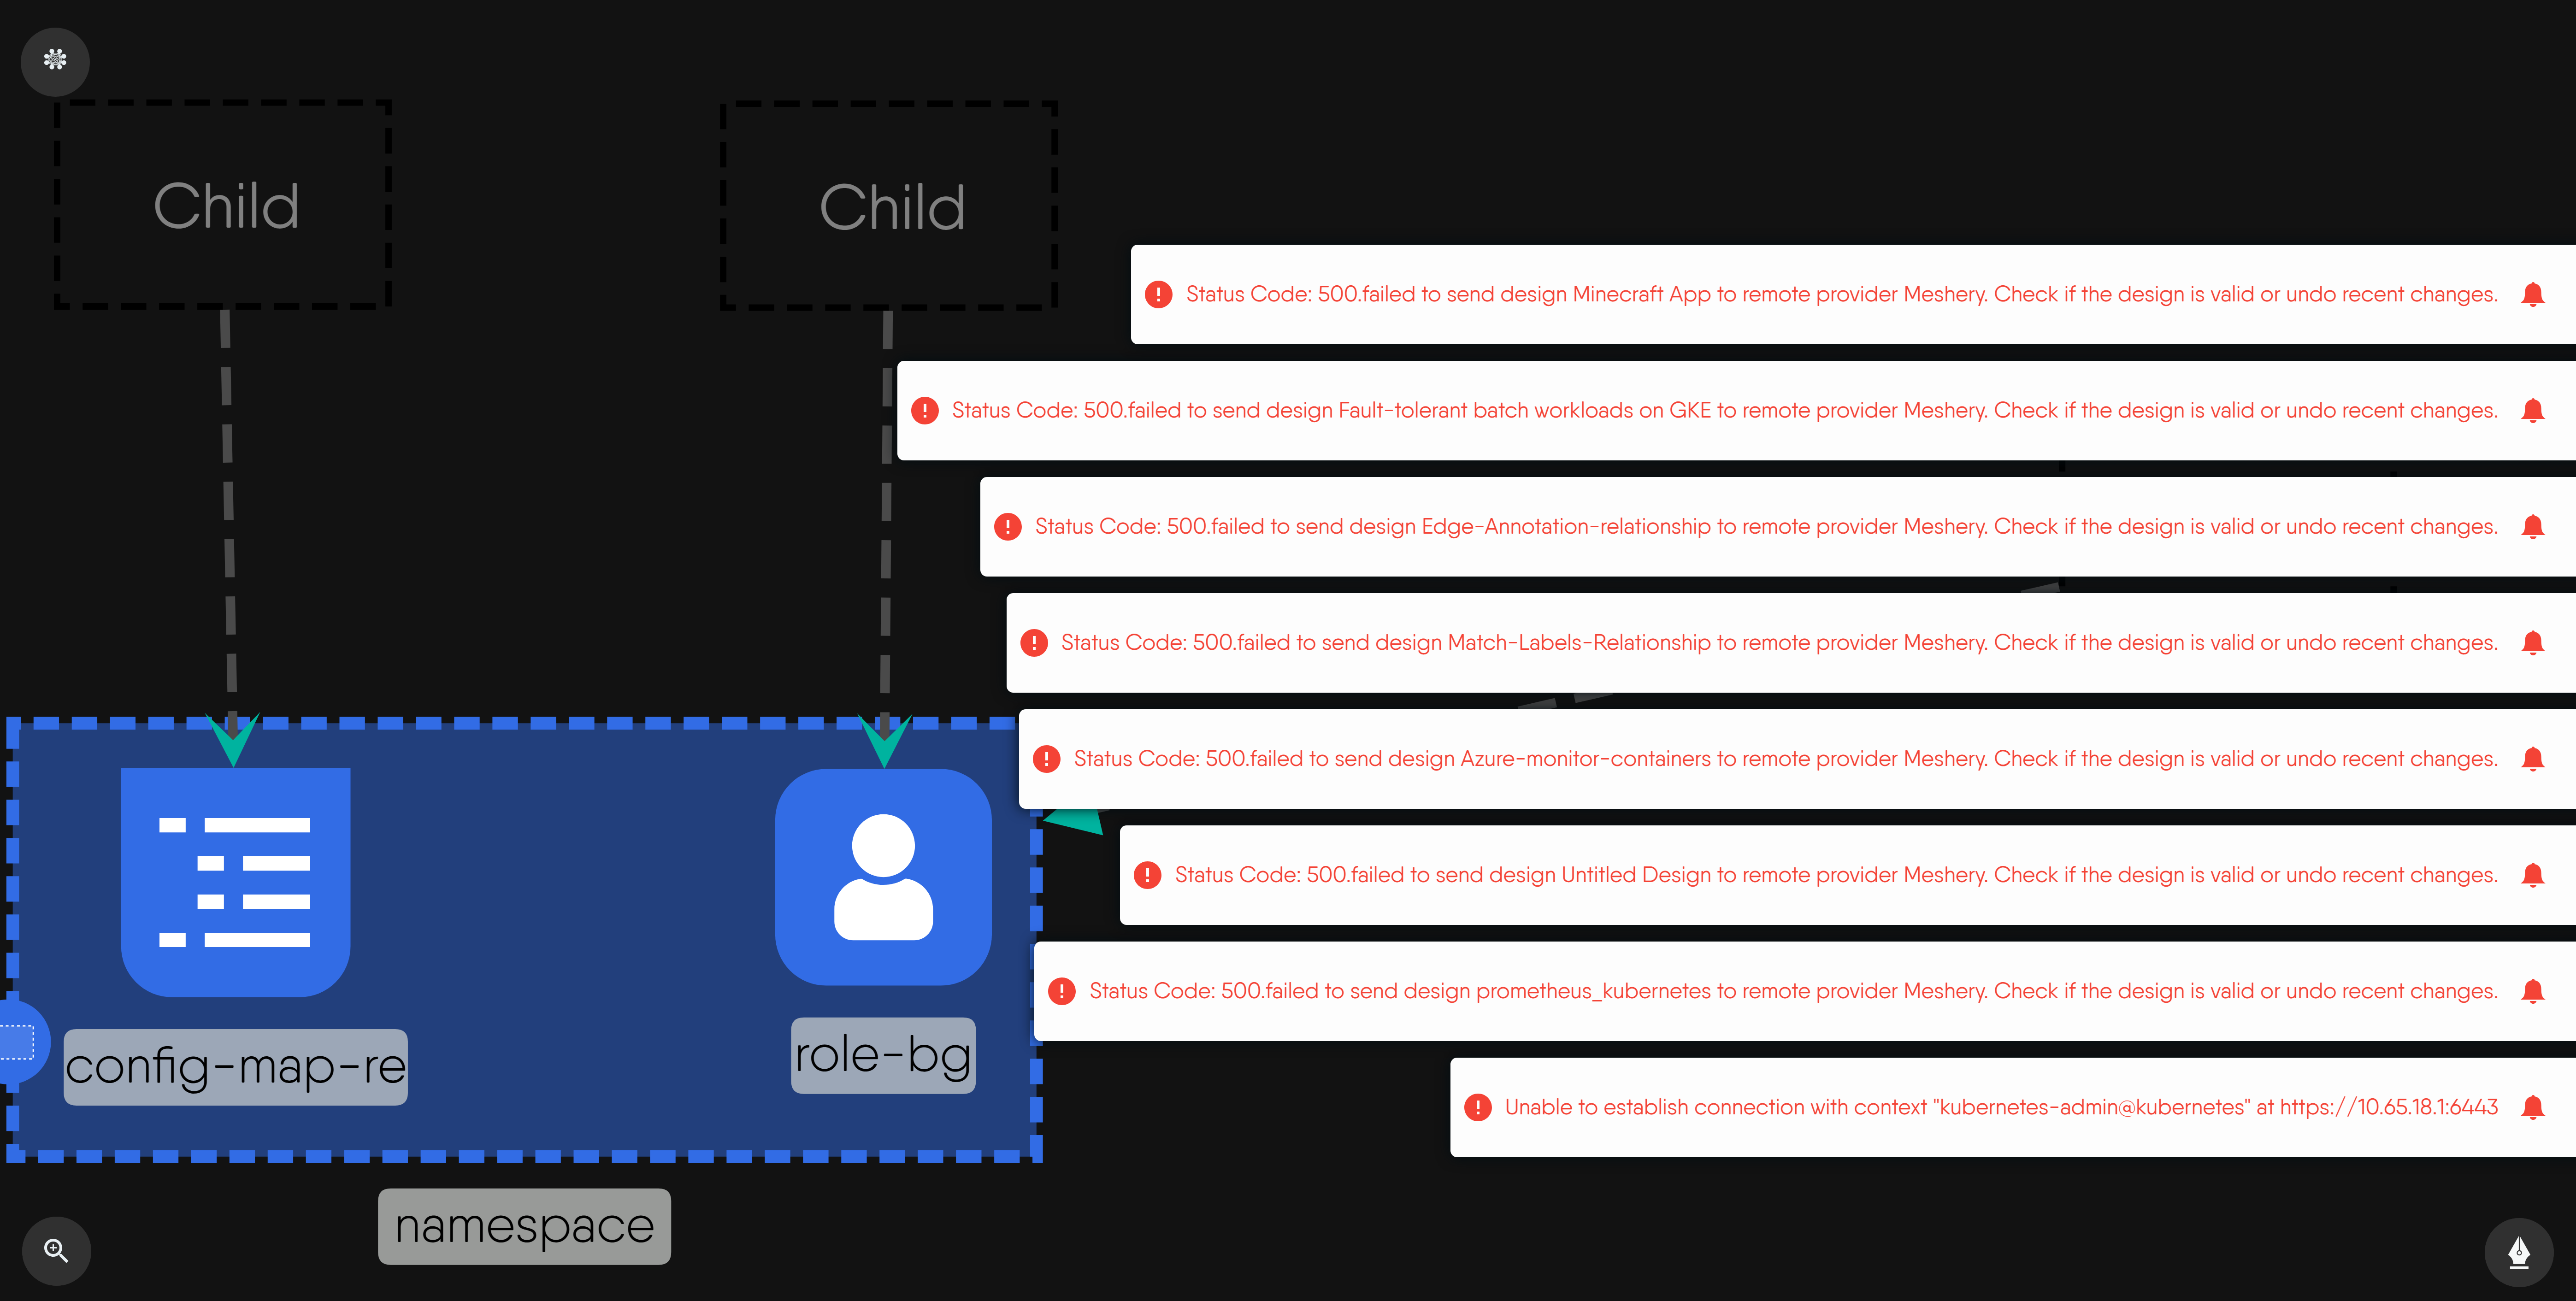 Child
Child
Status Code: 500.failed to send design Minecraft App to remote provider Meshery. Check if the design is valid or undo recent changes.
Status Code: 500.failed to send design Fault-tolerant batch workloads on GKE to remote provider Meshery. Check if the design is valid or undo recent changes.
Status Code: 500.failed to send design Edge-Annotation-relationship to remote provider Meshery. Check if the design is valid or undo recent changes.
Status Code: 500.failed to send design Match-Labels-Relationship to remote provider Meshery. Check if the design is valid or undo recent changes.
Status Code: 500.failed to send design Azure-monitor-containers to remote provider Meshery. Check if the design is valid or undo recent changes.
Status Code: 500.failed to send design Untitled Design to remote provider Meshery. Check if the design is valid or undo recent changes.
Status Code: 500.failed to send design prometheus_kubernetes to remote provider Meshery. Check if the design is valid or undo recent changes.
Unable to establish connection with context "kubernetes-admin@kubernetes" at https://10.65.18.1:6443
config-map-re
role-bg
namespace